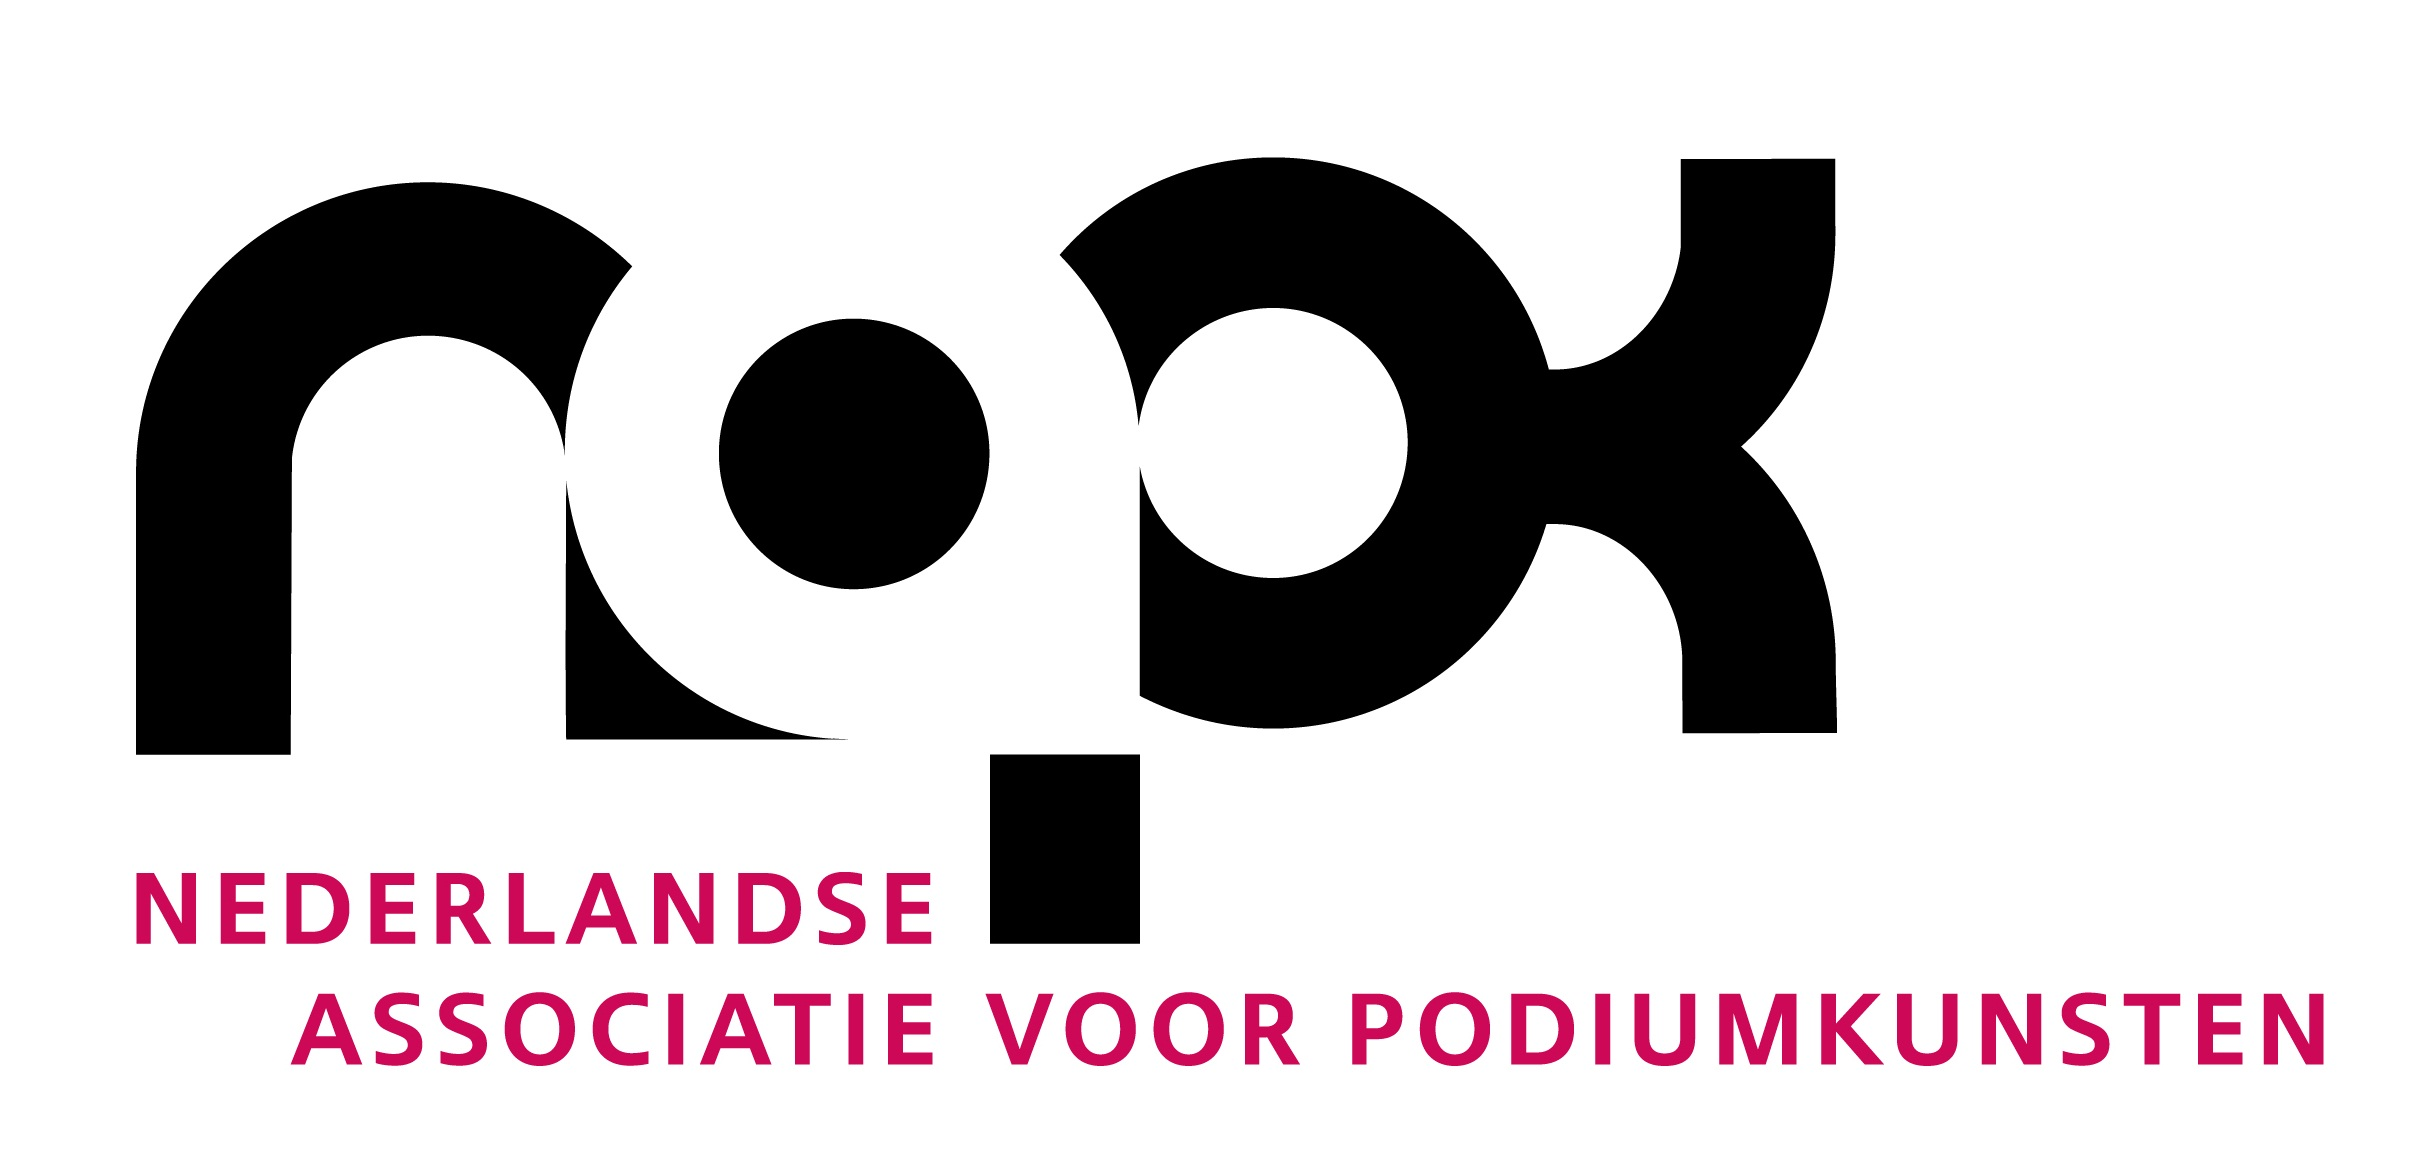 napk
NEDERLANDSE
ASSOCIATIE VOOR PODIUMKUNSTEN